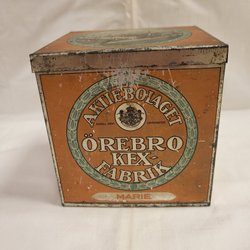 AKTIEBOLAGET
ÖREBRO
KEX-
FABRIK
MARIE